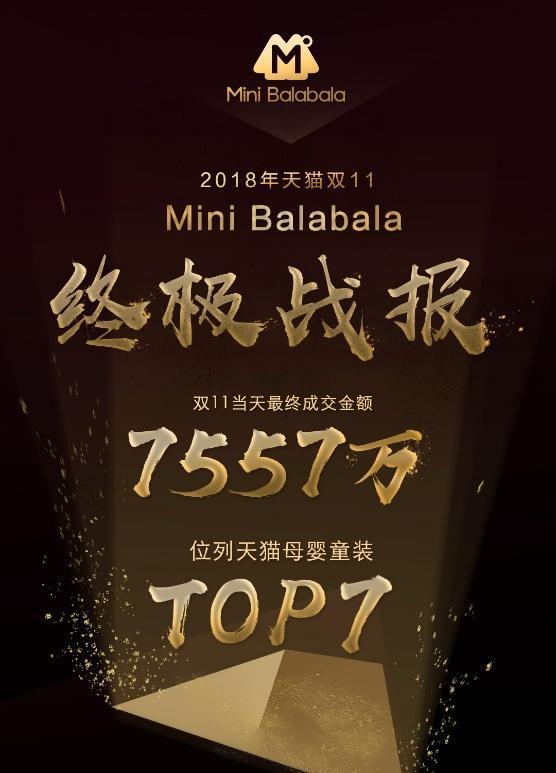 Mini Balabala
2018年天猫双11
Mini Balabala
终极战报
双11当天最终成交金额
7557万
位列天猫母婴童装
TOP7